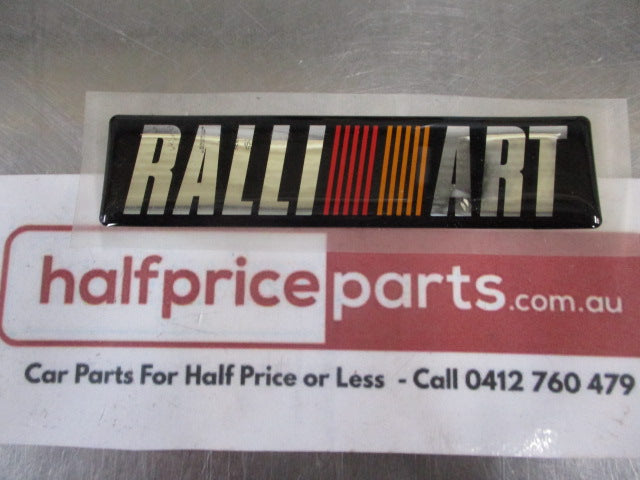 RALLI ART
halfpriceparts.com.au
Car Parts For Half Price or Less - Call 0412 760 479